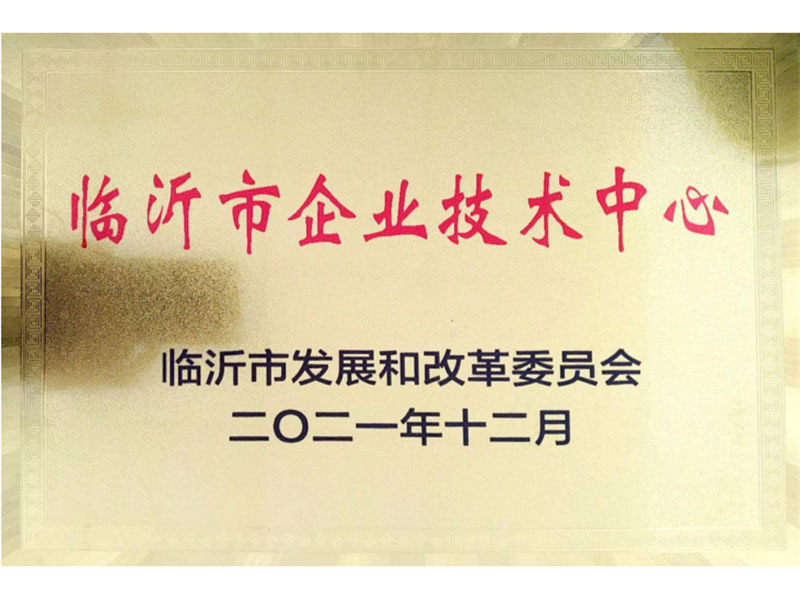 临沂市企业技术中心
临沂市发展和改革委员会
二〇二一年十二月